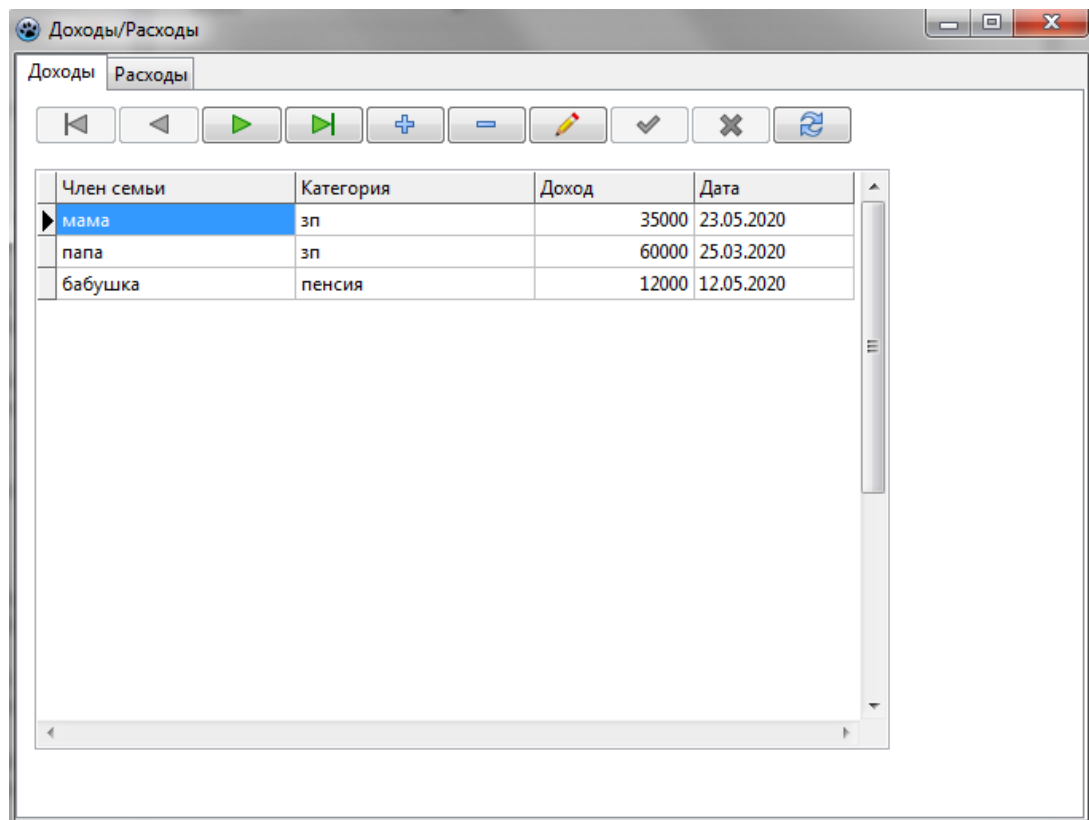 Доходы/Расходы
Доходы Расходы
Член семьи Категория Доход Дата
мама зп 35000 23.05.2020
папа зп 60000 25.03.2020
бабушка пенсия 12000 12.05.2020